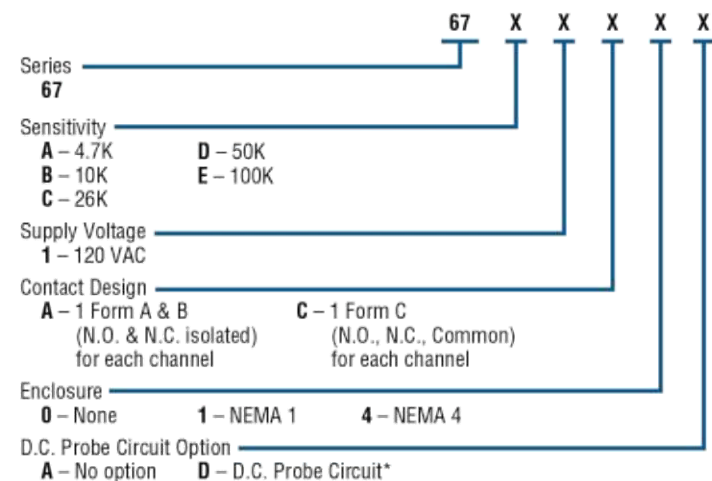 67 X X X X X
Series
67
Sensitivity
A – 4.7K D – 50K
B – 10K E – 100K
C – 26K
Supply Voltage
1 – 120 VAC
Contact Design
A – 1 Form A & B C – 1 Form C
(N.O. & N.C. isolated) (N.O., N.C., Common)
for each channel for each channel
Enclosure
0 – None 1 – NEMA 1 4 – NEMA 4
D.C. Probe Circuit Option
A – No option D – D.C. Probe Circuit*